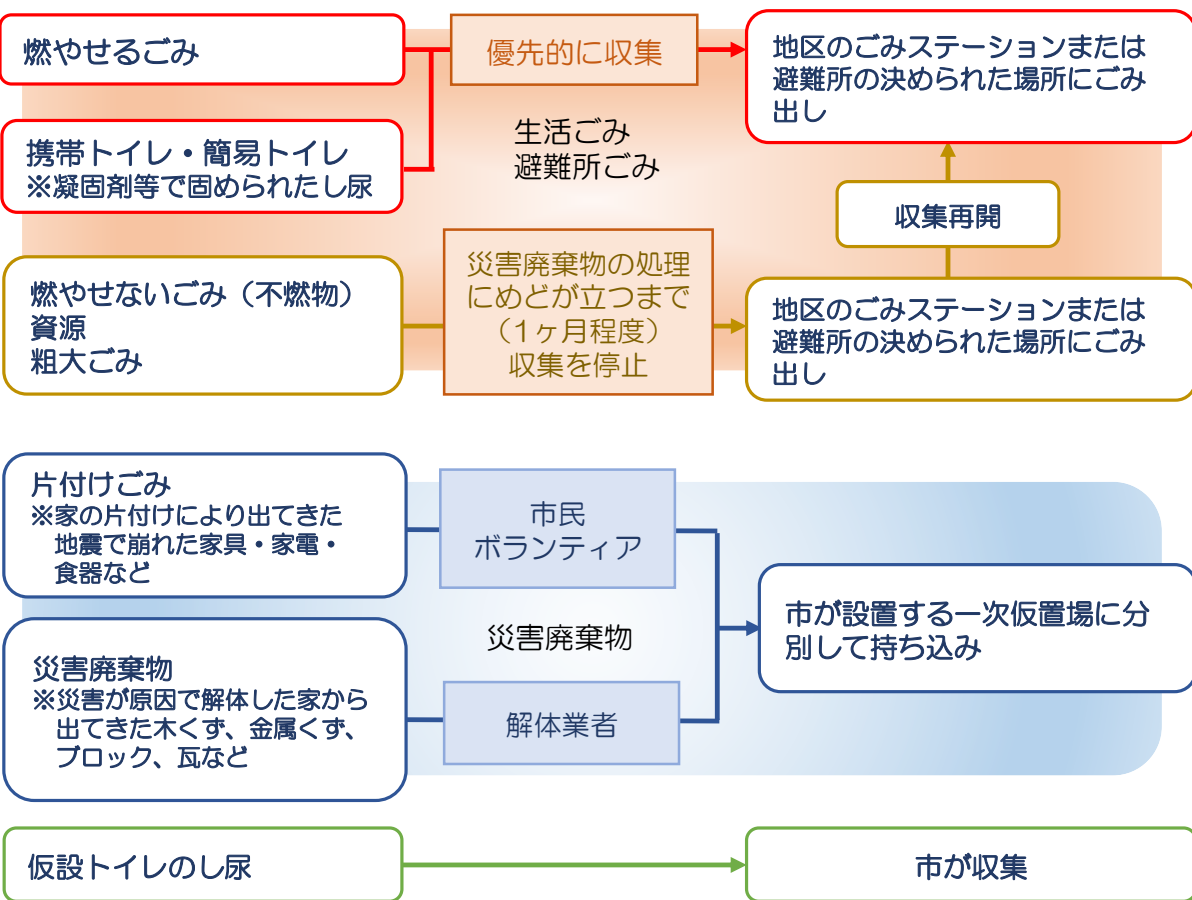 燃やせるごみ
優先的に収集
地区のごみステーションまたは
避難所の決められた場所にごみ
出し
携帯トイレ・簡易トイレ
※凝固剤等で固められたし尿
生活ごみ
避難所ごみ
収集再開
燃やせないごみ（不燃物）
資源
粗大ごみ
災害廃棄物の処理
にめどが立つまで
（1ヶ月程度）
収集を停止
地区のごみステーションまたは
避難所の決められた場所にごみ
出し
片付けごみ
※家の片付けにより出てきた
地震で崩れた家具・家電・
食器など
市民
ボランティア
災害廃棄物
市が設置する一次仮置場に分
別して持ち込み
災害廃棄物
※災害が原因で解体した家から
出てきた木くず、金属くず、
ブロック、瓦など
解体業者
仮設トイレのし尿
市が収集